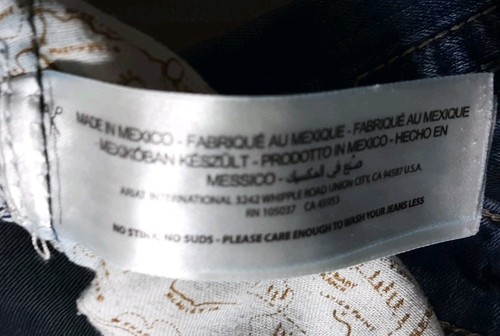 MADE IN MEXICO - FABRIQUÉ AU MEXIQUE - FABRIQUÉ AU MEXIQUE
- MEXIKÓBAN KÉSZÜLT - PRODOTTO IN MEXICO - HECHO EN
MESSICO - صنع في المكسيك
ARIAT INTERNATIONAL 3242 WHIPPLE ROAD UNION CITY, CA 94587 U.S.A.
RN 105037 CA 45953
NO STINK, NO SUDS - PLEASE CARE ENOUGH TO WASH YOUR JEANS LESS